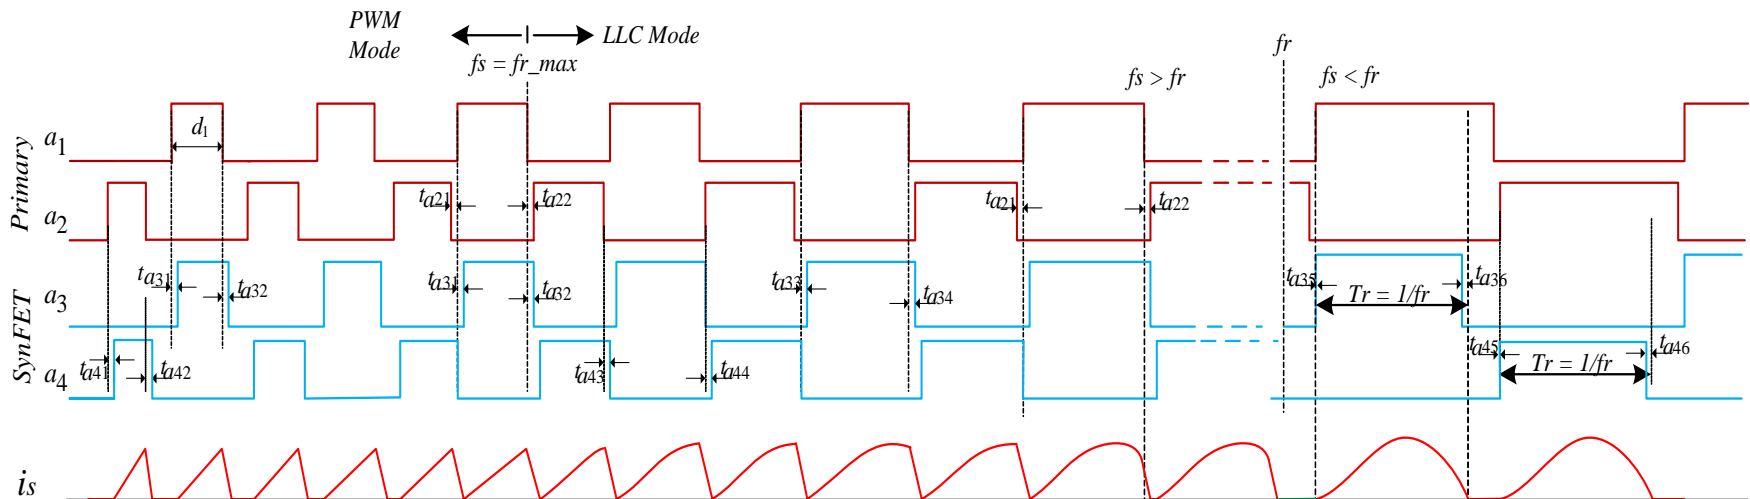 PWM
Mode
LLC Mode
fs = fr_max
fr
fs > fr
fs < fr
Primary
a1
d1
a2
ta21
ta22
ta21
ta22
SynFET
a3
ta31
ta32
ta31
ta32
ta33
ta34
ta35
ta36
Tr = 1/fr
a4
ta41
ta42
ta43
ta44
ta45
ta46
Tr = 1/fr
is